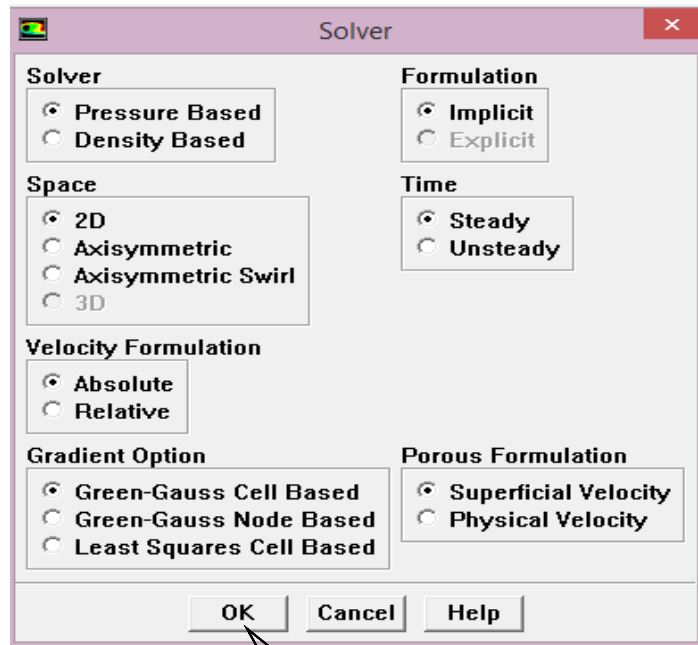 Solver
Solver
Pressure Based
Density Based
Formulation
Implicit
Explicit
Space
2D
Axisymmetric
Axisymmetric Swirl
3D
Time
Steady
Unsteady
Velocity Formulation
Absolute
Relative
Gradient Option
Green-Gauss Cell Based
Green-Gauss Node Based
Least Squares Cell Based
Porous Formulation
Superficial Velocity
Physical Velocity
OK
Cancel
Help